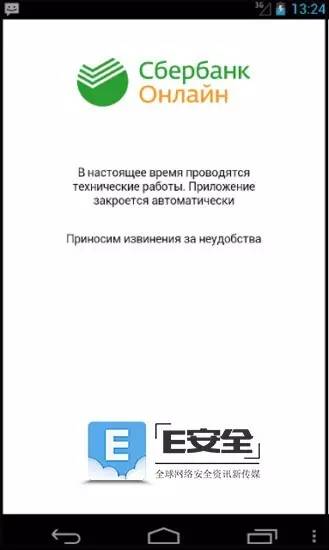 3G
13:24
Сбербанк
Онлайн
В настоящее время проводятся
технические работы. Приложение
закроется автоматически
Приносим извинения за неудобства
E
E安全
全球网络安全资讯新传媒